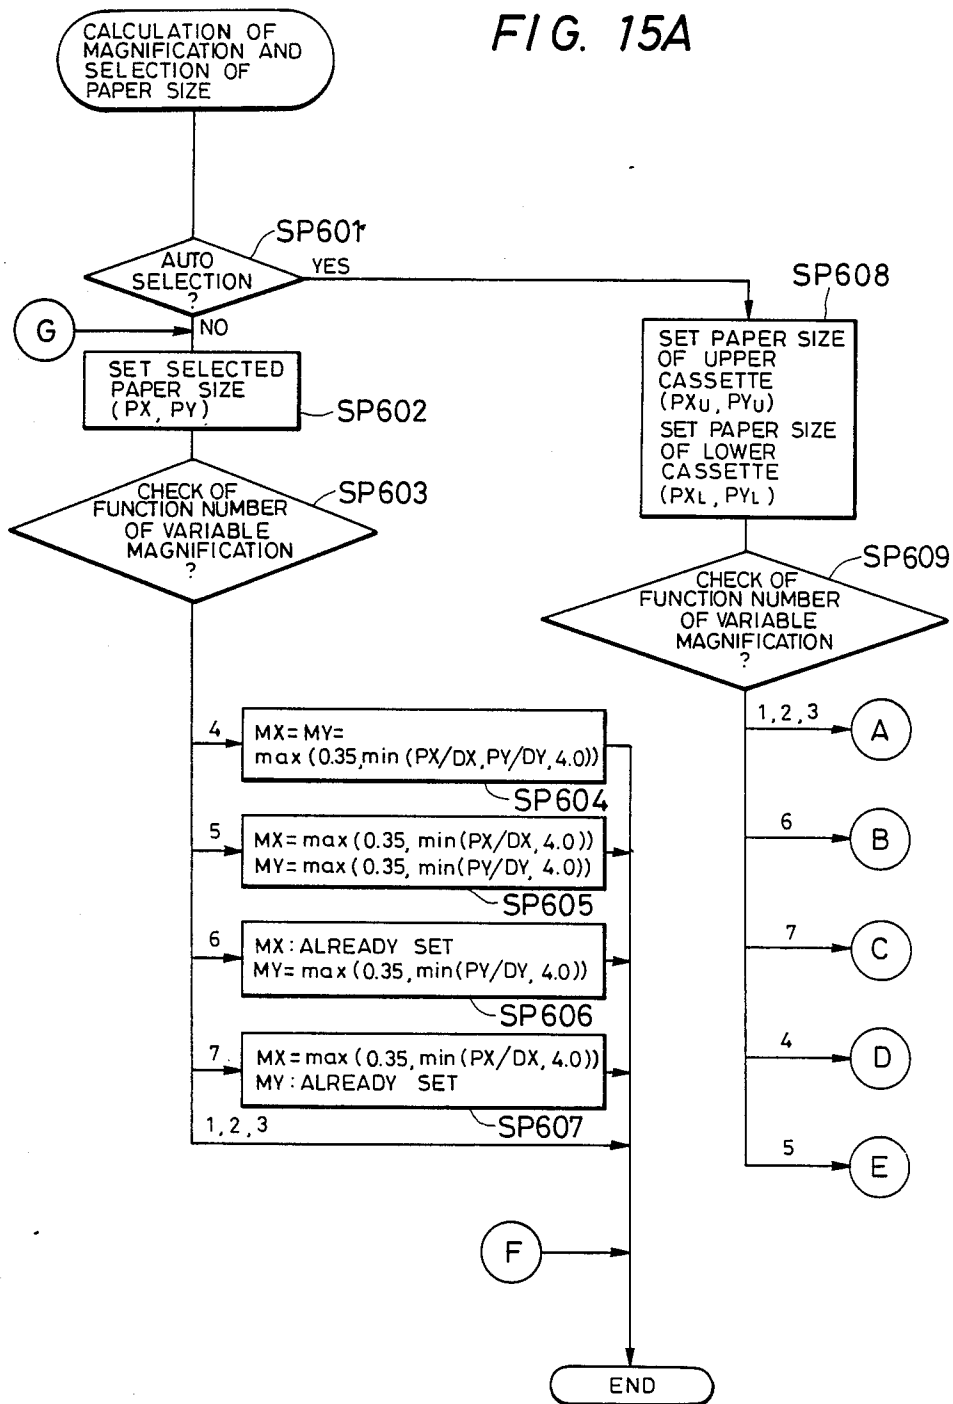 FIG. 15A
CALCULATION OF
MAGNIFICATION AND
SELECTION OF
PAPER SIZE
SP601
AUTO
SELECTION
?
YES
NO
G
SET SELECTED
PAPER SIZE
(PX, PY)
SP602
CHECK OF
FUNCTION NUMBER
OF VARIABLE
MAGNIFICATION
?
SP603
4
MX=MY=
max(0.35,min(PX/DX,PY/DY,4.0))
SP604
5
MX=max(0.35, min(PX/DX, 4.0))
MY=max(0.35, min(PY/DY, 4.0))
SP605
6
MX:ALREADY SET
MY=max(0.35, min(PY/DY, 4.0))
SP606
7
MX=max(0.35, min(PX/DX, 4.0))
MY:ALREADY SET
SP607
1,2,3
F
END
SP608
SET PAPER SIZE
OF UPPER
CASSETTE
(PXU, PYU)
SET PAPER SIZE
OF LOWER
CASSETTE
(PXL, PYL)
SP609
CHECK OF
FUNCTION NUMBER
OF VARIABLE
MAGNIFICATION
?
1,2,3
A
6
B
7
C
4
D
5
E